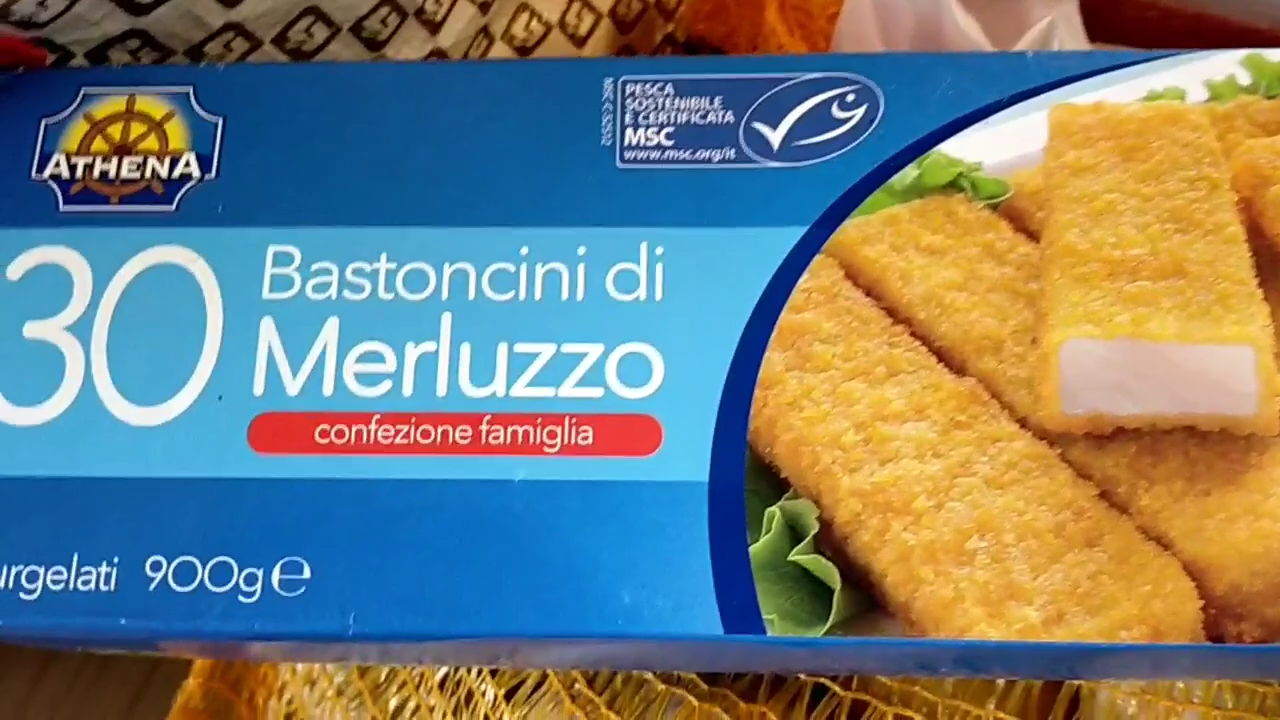 ATHENA
PESCA
SOSTENIBILE
E CERTIFICATA
MSC
www.msc.org/it
30
Bastoncini di
Merluzzo
confezione famiglia
urgelati 900g e